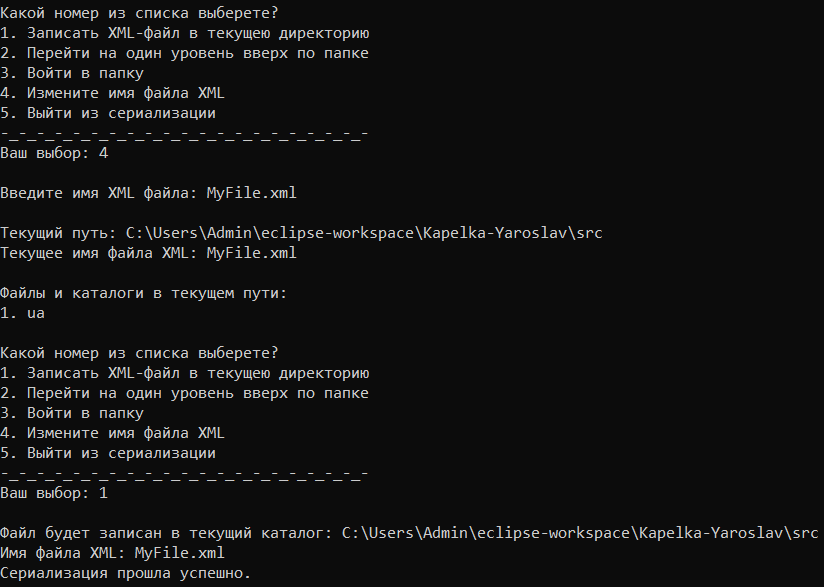 Какой номер из списка выберете?
1. Записать XML-файл в текущею директорию
2. Перейти на один уровень вверх по папке
3. Войти в папку
4. Измените имя файла XML
5. Выйти из сериализации
-_-_-_-_-_-_-_-_-_-_-_-_-_-_-_-_-_-_-_-_-
Ваш выбор: 4
Введите имя XML файла: MyFile.xml
Текущий путь: C:\Users\Admin\eclipse-workspace\Kapelka-Yaroslav\src
Текущее имя файла XML: MyFile.xml
Файлы и каталоги в текущем пути:
1. ua
Какой номер из списка выберете?
1. Записать XML-файл в текущею директорию
2. Перейти на один уровень вверх по папке
3. Войти в папку
4. Измените имя файла XML
5. Выйти из сериализации
-_-_-_-_-_-_-_-_-_-_-_-_-_-_-_-_-_-_-_-_-
Ваш выбор: 1
Файл будет записан в текущий каталог: C:\Users\Admin\eclipse-workspace\Kapelka-Yaroslav\src
Имя файла XML: MyFile.xml
Сериализация прошла успешно.